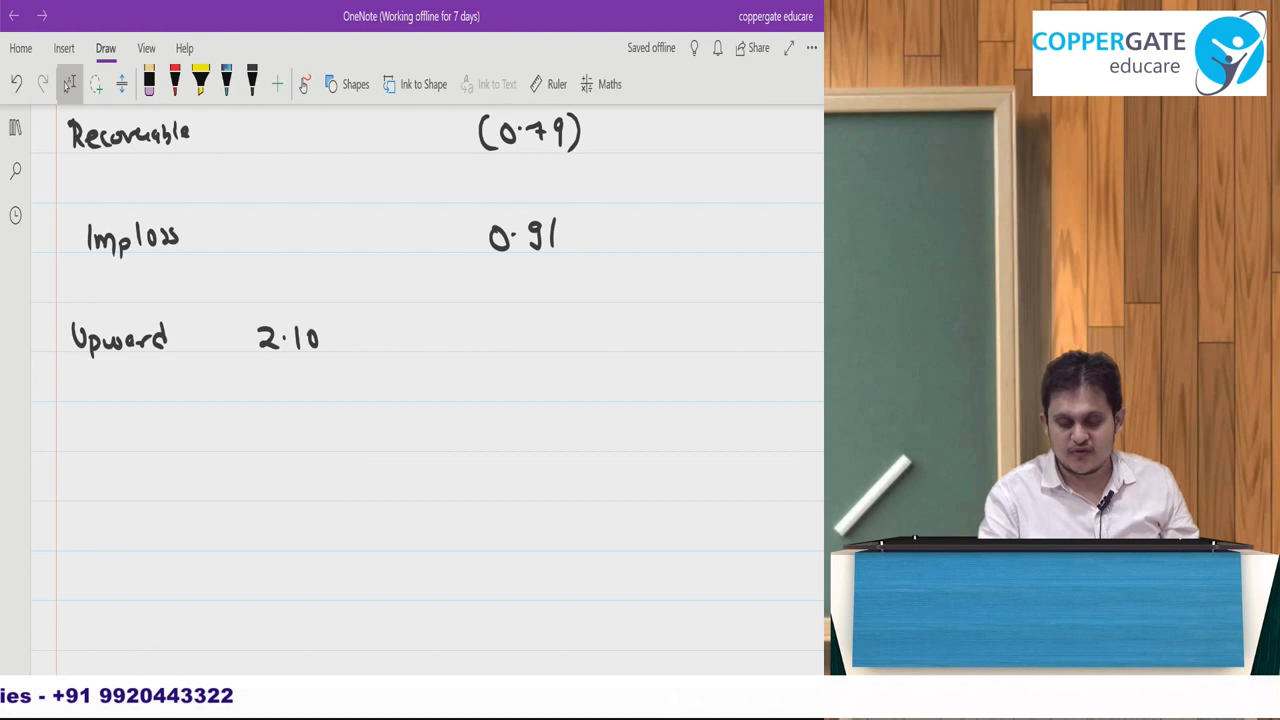 OneNote (Working offline for 7 days)
coppergate educare
Home Insert Draw View Help
Saved offline
Share
Shapes
Ink to Shape
Ink to Text
Ruler
Maths
COPPERGATE
educare
Recoverable (0.79)
Imploss 0.91
Upward 2.10
ies - +91 9920443322